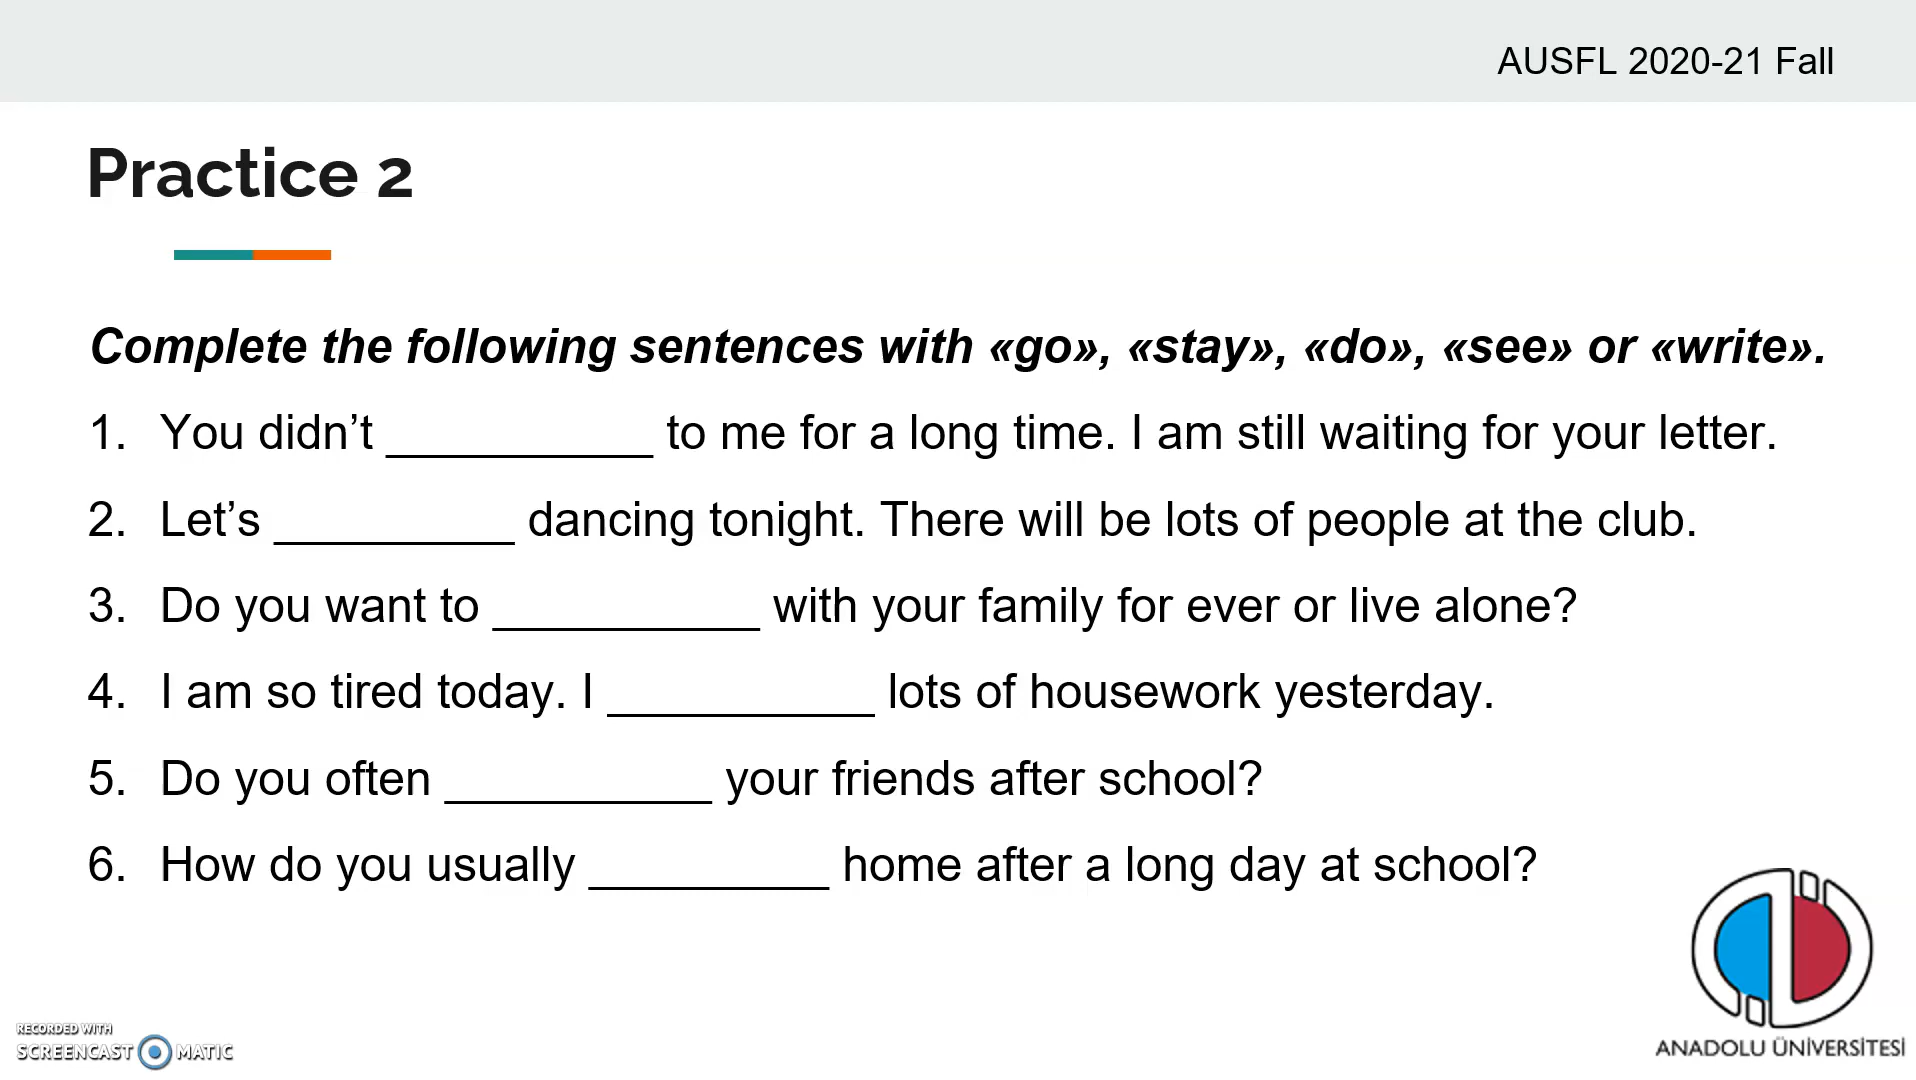 AUSFL 2020-21 Fall
Practice 2
Complete the following sentences with «go», «stay», «do», «see» or «write».
1. You didn’t __________ to me for a long time. I am still waiting for your letter.
2. Let’s _________ dancing tonight. There will be lots of people at the club.
3. Do you want to __________ with your family for ever or live alone?
4. I am so tired today. I __________ lots of housework yesterday.
5. Do you often __________ your friends after school?
6. How do you usually _________ home after a long day at school?
RECORDED WITH
SCREENCAST MATIC
ANADOLU ÜNİVERSİTESİ